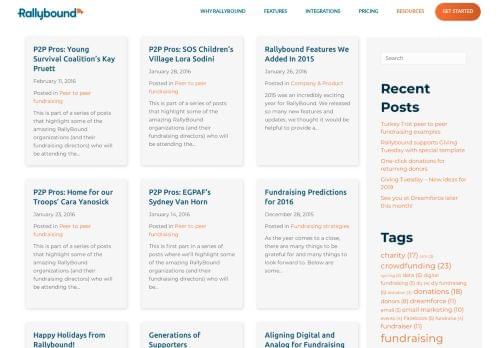 Rallybound
WHY RALLYBOUND
FEATURES
INTEGRATIONS
PRICING
RESOURCES
GET STARTED
P2P Pros: Young
Survival Coalition's Kay
Pruett
February 11, 2016
Posted in Peer to peer
fundraising
This is part of a series of posts
that highlight some of the
amazing RallyBound
organizations (and their
fundraising directors) who will
be attending the...
P2P Pros: SOS Children's
Village Lora Sodini
January 28, 2016
Posted in Peer to peer
fundraising
This is part of a series of posts
that highlight some of the
amazing RallyBound
organizations (and their
fundraising directors) who will
be attending the...
Rallybound Features We
Added In 2015
January 26, 2016
Posted in Company & Product
2015 was an incredibly exciting
year for RallyBound. We released
so many new features and
updates, we thought it would be
helpful to provide a...
P2P Pros: Home for our
Troops' Cara Yanosick
January 23, 2016
Posted in Peer to peer
fundraising
This is part of a series of posts
that highlight some of the
amazing RallyBound
organizations (and their
fundraising directors) who will
be attending the...
P2P Pros: EGPAF's
Sydney Van Horn
January 14, 2016
Posted in Peer to peer
fundraising
This is first part in a series of
posts where we'll highlight some
of the amazing RallyBound
organizations (and their
fundraising directors) who will
be...
Fundraising Predictions
for 2016
December 28, 2015
Posted in Fundraising strategies
As the year comes to a close,
there are many things to be
grateful for and many things to
look forward to. Below are
some...
Happy Holidays from
Rallybound!
Generations of
Supporters
Aligning Digital and
Analog for Fundraising
Search
Recent
Posts
Turkey Trot peer to peer
fundraising examples
Rallybound supports Giving
Tuesday with special template
One-click donations for
returning donors
Giving Tuesday – New ideas for
2019
See you at Dreamforce later
this month!
Tags
charity (17)
crowdfunding (23)
data (5) digital
fundraising (5) diy (4) diy fundraising
(5) donations (18)
donors (8) dreamforce (11)
email (5) email marketing (10)
events (4) Facebook (5)
fundraiser (11)
fundraising